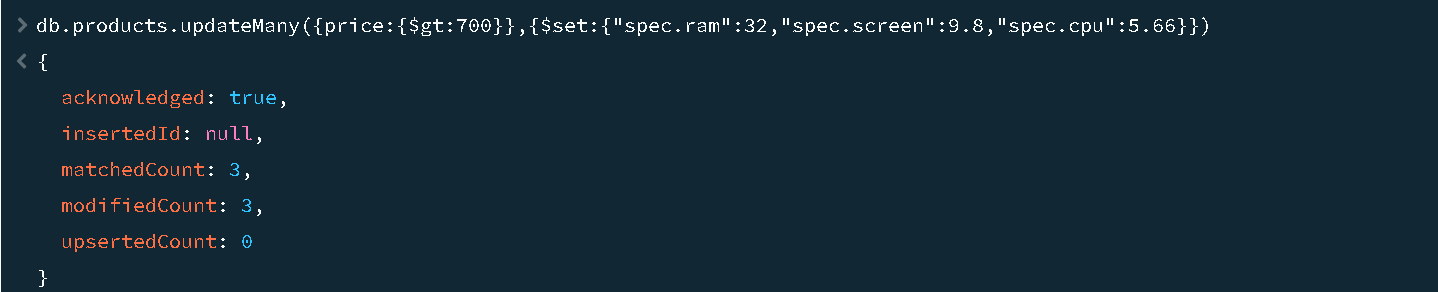 > db.products.updateMany({price:{$gt:700}},{$set:{"spec.ram":32,"spec.screen":9.8,"spec.cpu":5.66}})
< {
acknowledged: true,
insertedId: null,
matchedCount: 3,
modifiedCount: 3,
upsertedCount: 0
}